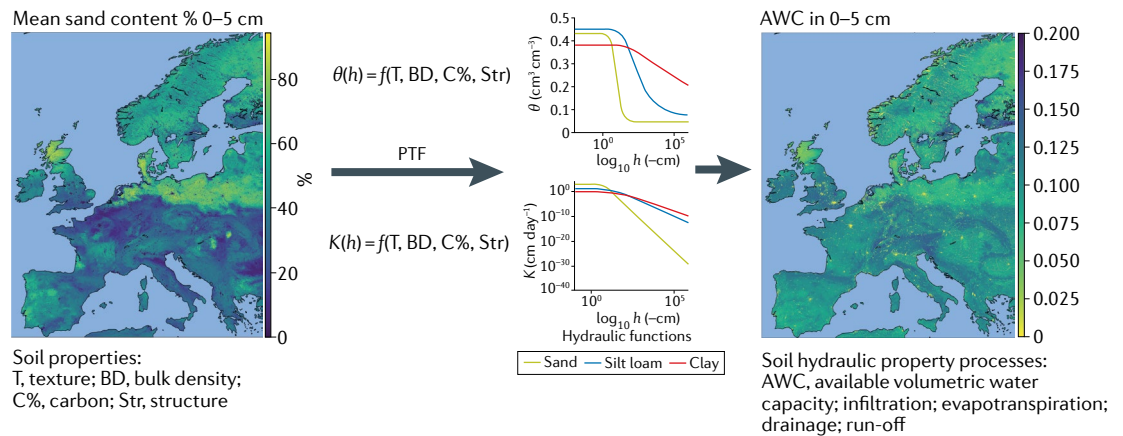 Mean sand content % 0–5 cm
80
60
40
20
0
%
Soil properties:
T, texture; BD, bulk density;
C%, carbon; Str, structure
θ(h) = f(T, BD, C%, Str)
PTF
K(h) = f(T, BD, C%, Str)
0.5
0.4
0.3
0.2
0.1
0
θ (cm³ cm⁻³)
10⁰
10⁵
log₁₀ h (–cm)
10⁰
10⁻¹⁰
10⁻²⁰
10⁻³⁰
10⁻⁴⁰
K (cm day⁻¹)
10⁰
10⁵
log₁₀ h (–cm)
Hydraulic functions
Sand
Silt loam
Clay
AWC in 0–5 cm
0.200
0.175
0.150
0.125
0.100
0.075
0.050
0.025
0
Soil hydraulic property processes:
AWC, available volumetric water
capacity; infiltration; evapotranspiration;
drainage; run-off